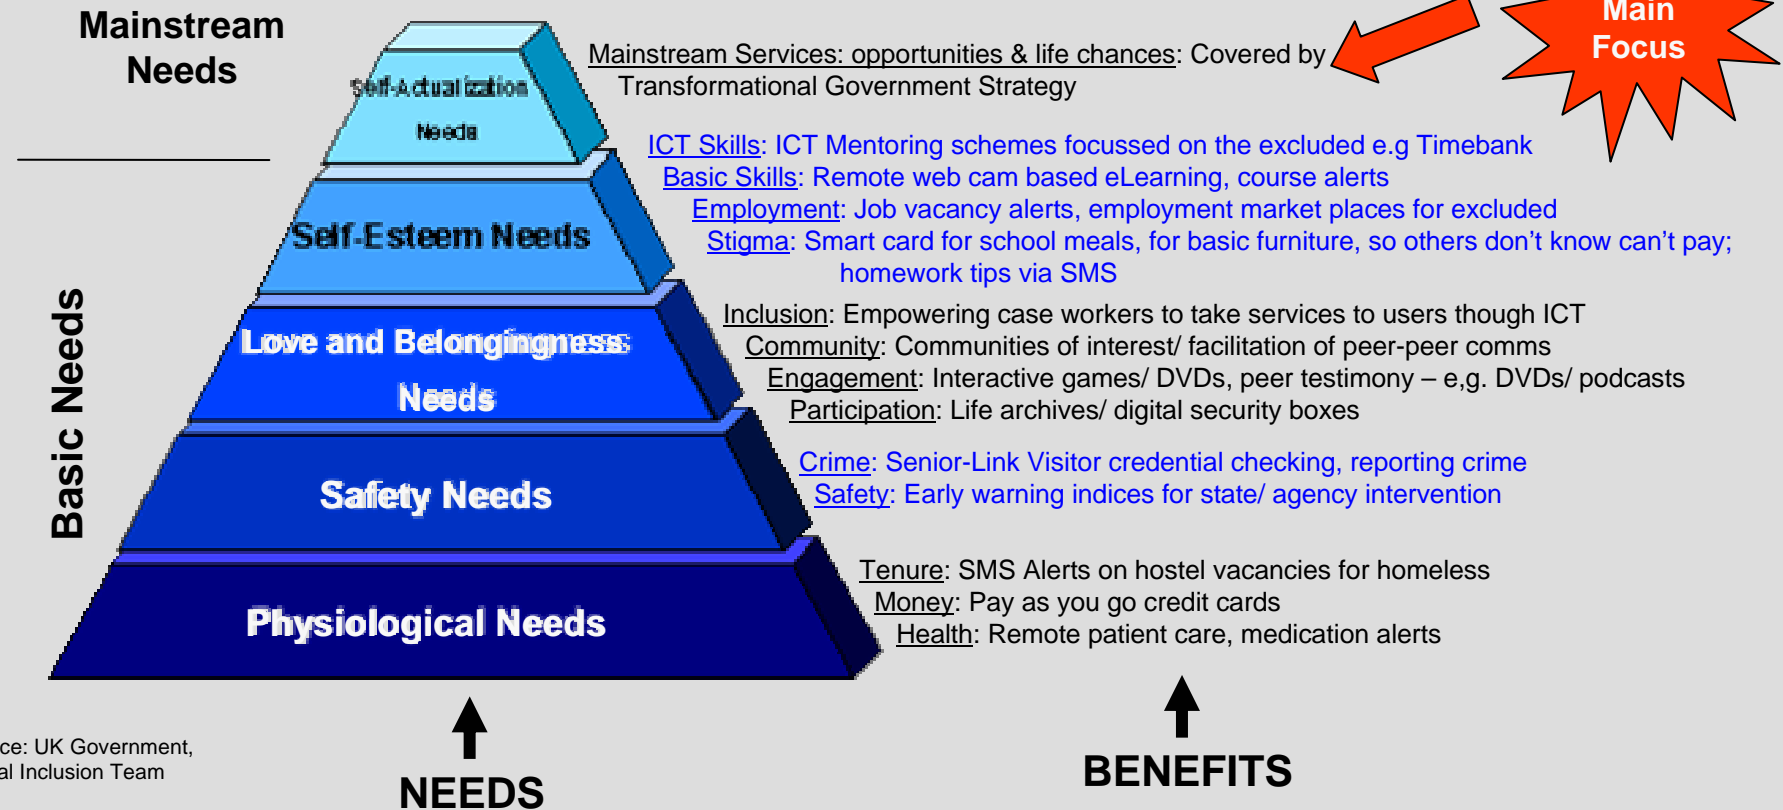 Mainstream
Needs
Main
Focus
Self-Actualization
Needs
Mainstream Services: opportunities & life chances: Covered by
Transformational Government Strategy
ICT Skills: ICT Mentoring schemes focussed on the excluded e.g Timebank
Basic Skills: Remote web cam based eLearning, course alerts
Employment: Job vacancy alerts, employment market places for excluded
Stigma: Smart card for school meals, for basic furniture, so others don’t know can’t pay;
homework tips via SMS
Self-Esteem Needs
Basic Needs
Love and Belongingness
Needs
Inclusion: Empowering case workers to take services to users though ICT
Community: Communities of interest/ facilitation of peer-peer comms
Engagement: Interactive games/ DVDs, peer testimony – e,g. DVDs/ podcasts
Participation: Life archives/ digital security boxes
Safety Needs
Crime: Senior-Link Visitor credential checking, reporting crime
Safety: Early warning indices for state/ agency intervention
Physiological Needs
Tenure: SMS Alerts on hostel vacancies for homeless
Money: Pay as you go credit cards
Health: Remote patient care, medication alerts
ce: UK Government,
al Inclusion Team
NEEDS
BENEFITS